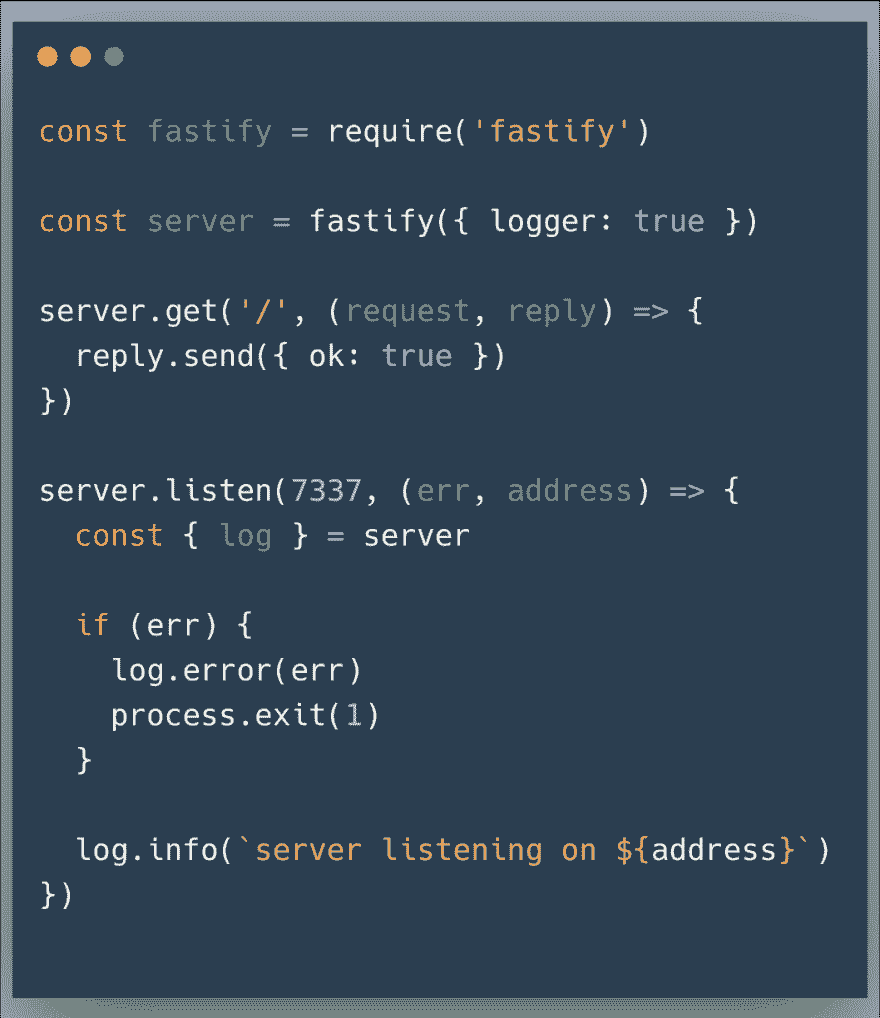 const fastify = require('fastify')
const server = fastify({ logger: true })
server.get('/', (request, reply) => {
  reply.send({ ok: true })
})
server.listen(7337, (err, address) => {
  const { log } = server
  if (err) {
    log.error(err)
    process.exit(1)
  }
  log.info(`server listening on ${address}`)
})